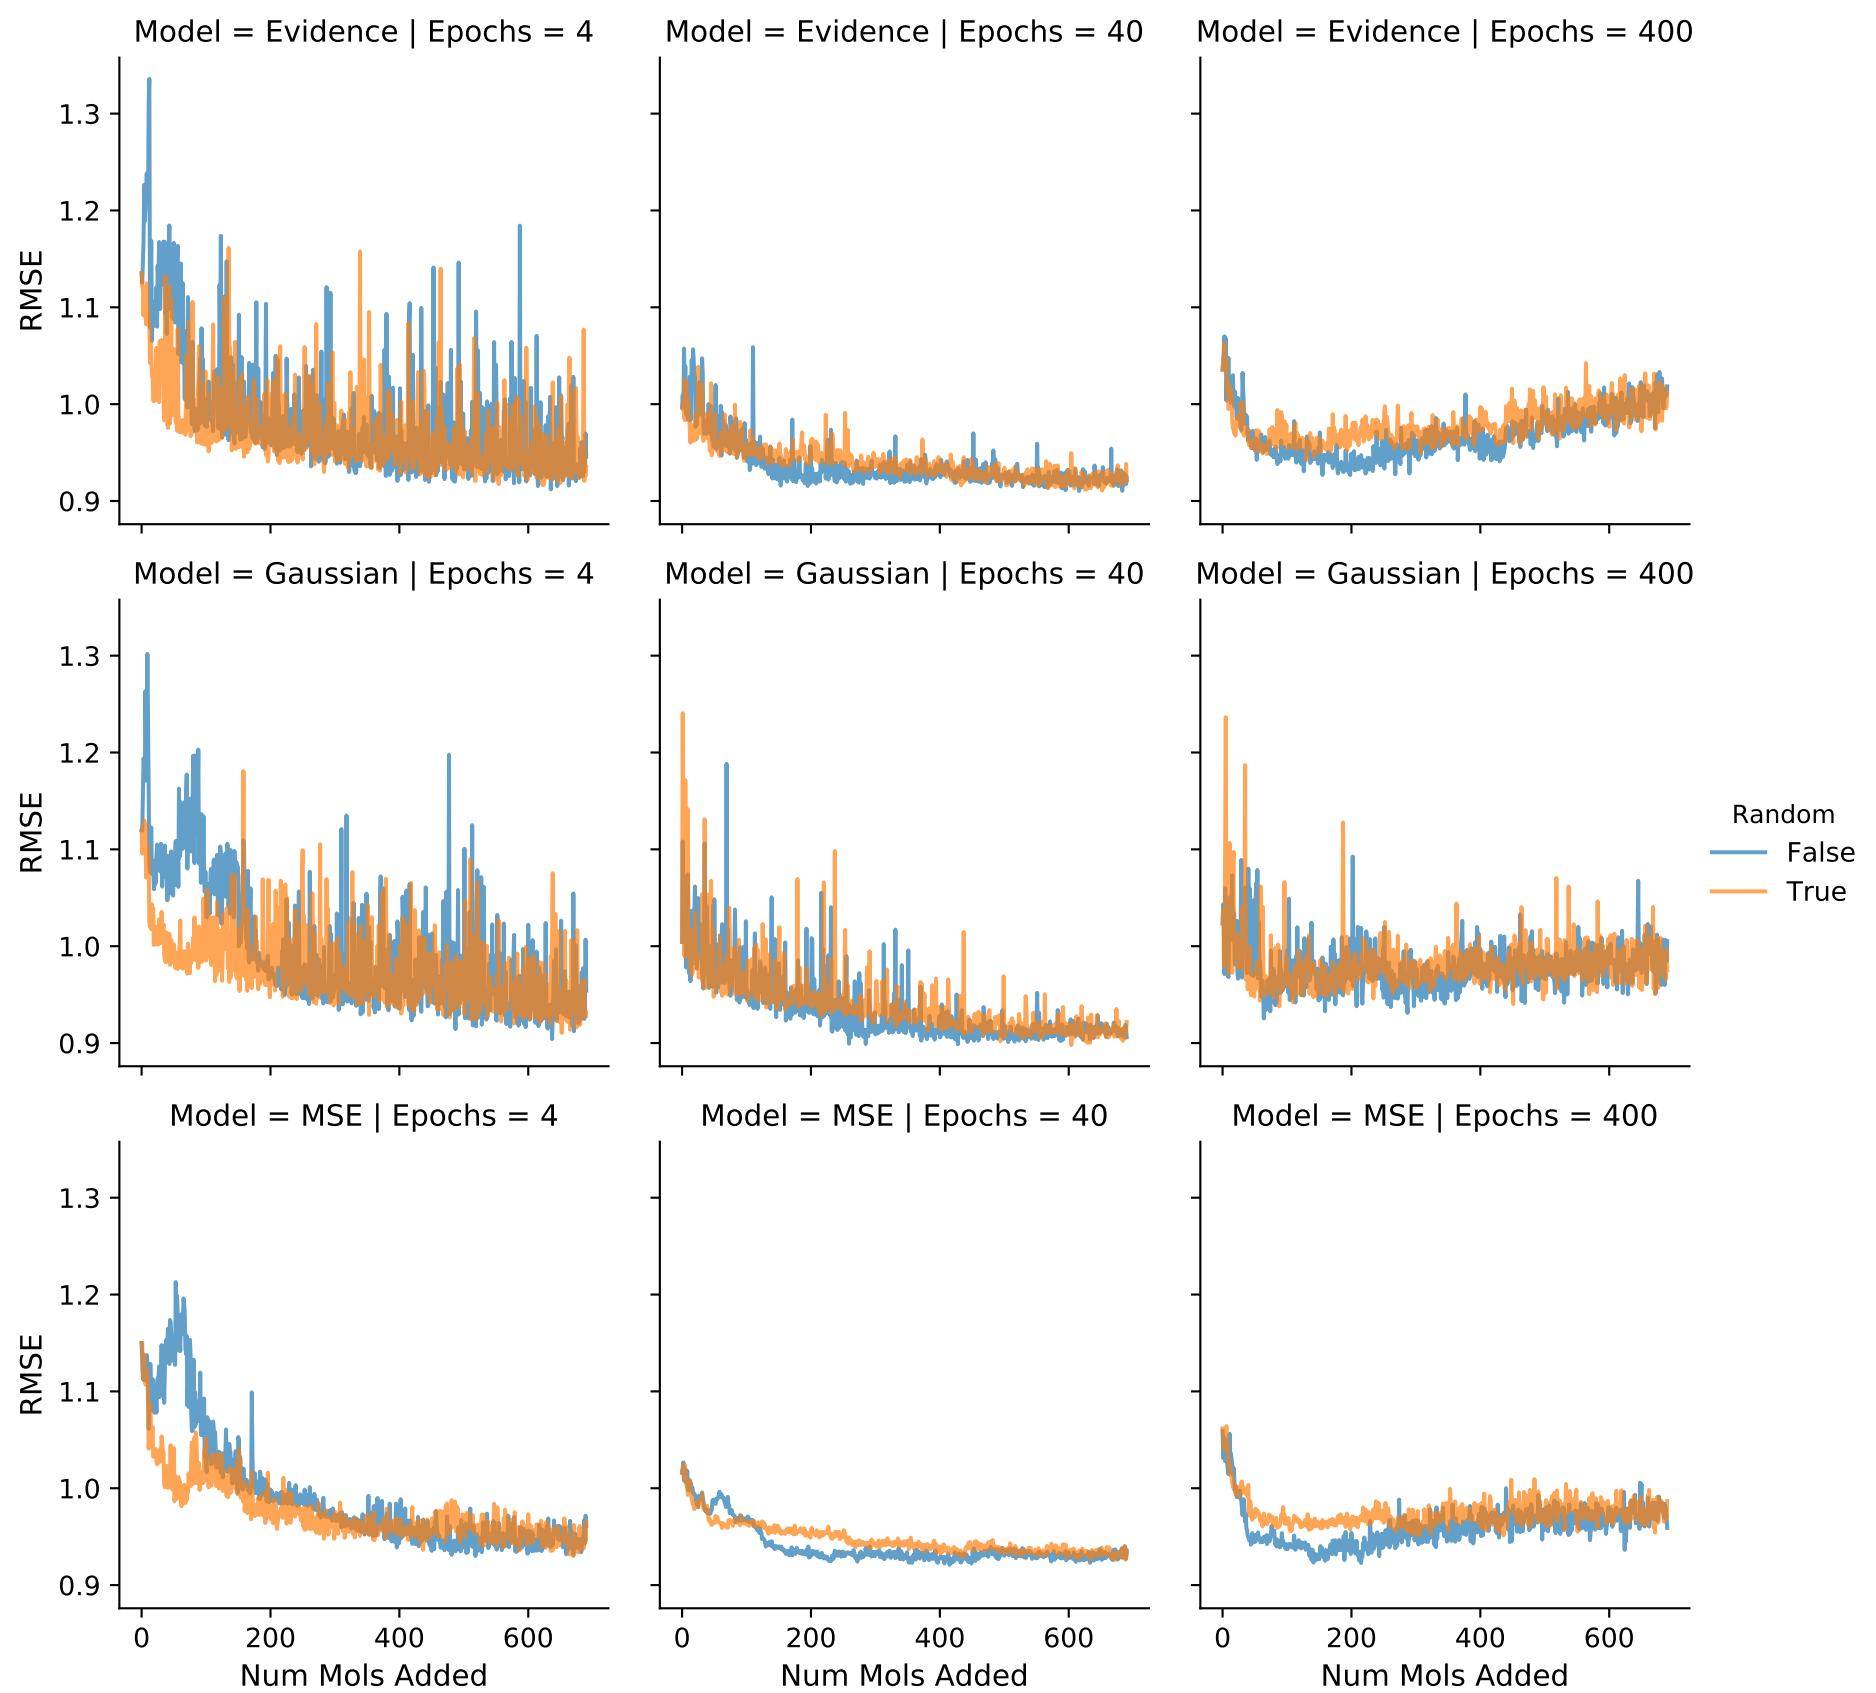 Model = Evidence | Epochs = 4
Model = Evidence | Epochs = 40
Model = Evidence | Epochs = 400
RMSE
1.3
1.2
1.1
1.0
0.9
Model = Gaussian | Epochs = 4
Model = Gaussian | Epochs = 40
Model = Gaussian | Epochs = 400
RMSE
1.3
1.2
1.1
1.0
0.9
Random
False
True
Model = MSE | Epochs = 4
Model = MSE | Epochs = 40
Model = MSE | Epochs = 400
RMSE
1.3
1.2
1.1
1.0
0.9
0 200 400 600
0 200 400 600
0 200 400 600
Num Mols Added
Num Mols Added
Num Mols Added